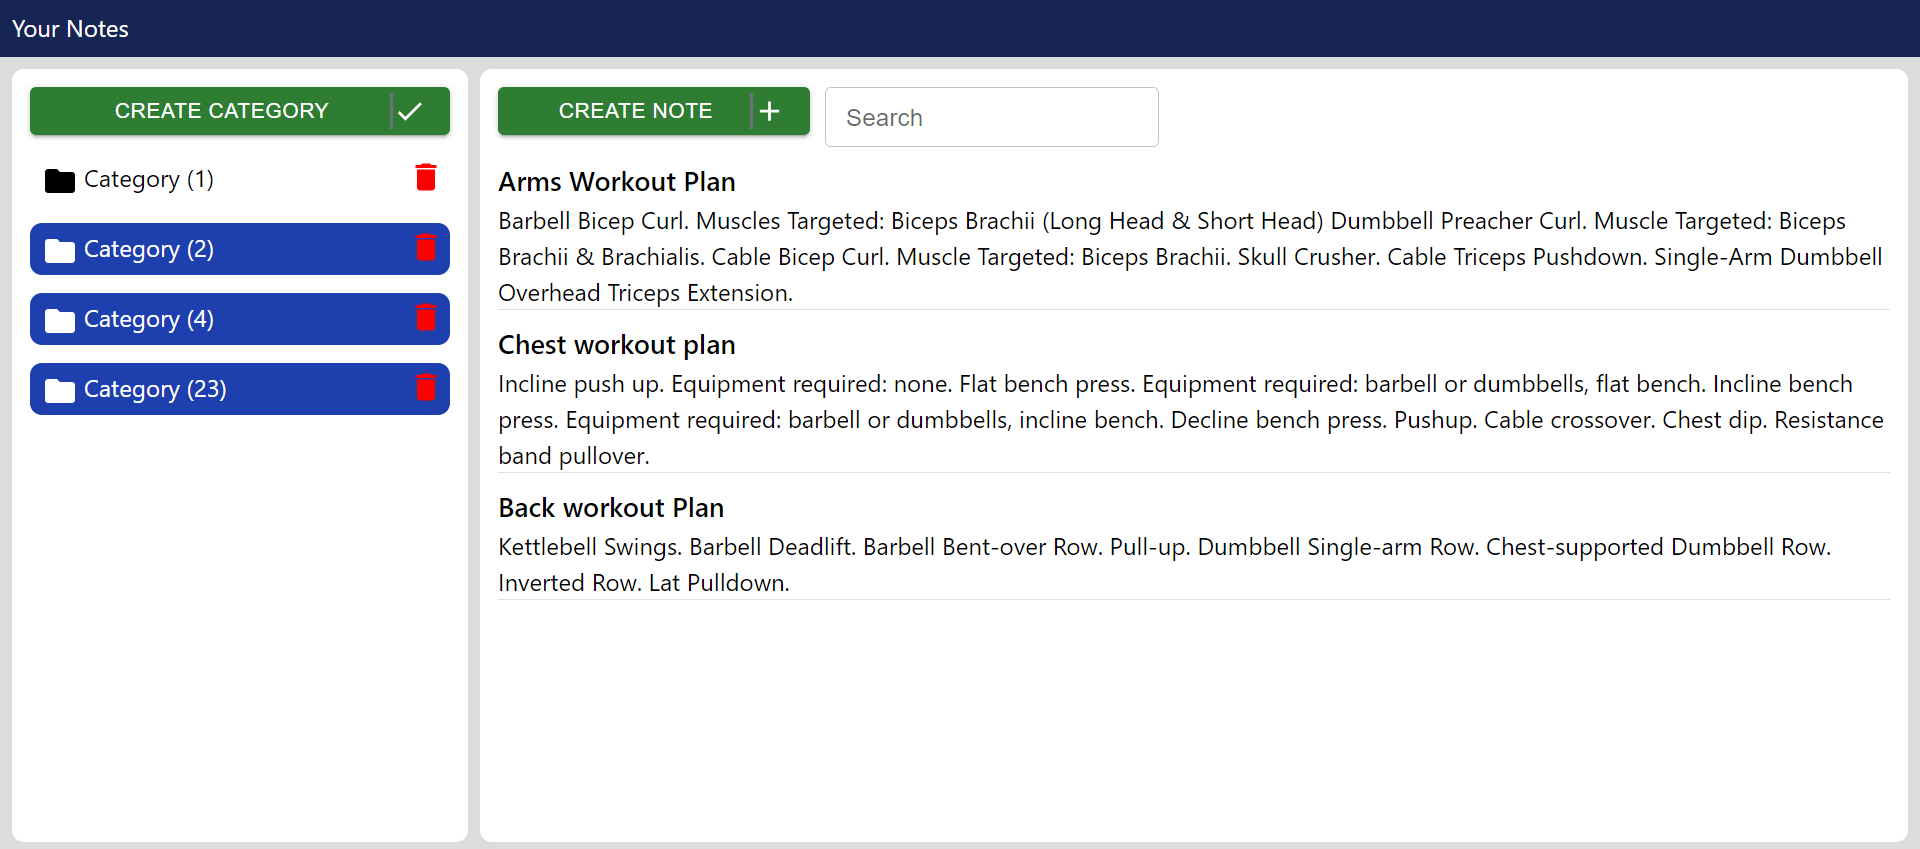 Your Notes
CREATE CATEGORY
Category (1)
Category (2)
Category (4)
Category (23)
CREATE NOTE
Search
Arms Workout Plan
Barbell Bicep Curl. Muscles Targeted: Biceps Brachii (Long Head & Short Head) Dumbbell Preacher Curl. Muscle Targeted: Biceps
Brachii & Brachialis. Cable Bicep Curl. Muscle Targeted: Biceps Brachii. Skull Crusher. Cable Triceps Pushdown. Single-Arm Dumbbell
Overhead Triceps Extension.
Chest workout plan
Incline push up. Equipment required: none. Flat bench press. Equipment required: barbell or dumbbells, flat bench. Incline bench
press. Equipment required: barbell or dumbbells, incline bench. Decline bench press. Pushup. Cable crossover. Chest dip. Resistance
band pullover.
Back workout Plan
Kettlebell Swings. Barbell Deadlift. Barbell Bent-over Row. Pull-up. Dumbbell Single-arm Row. Chest-supported Dumbbell Row.
Inverted Row. Lat Pulldown.